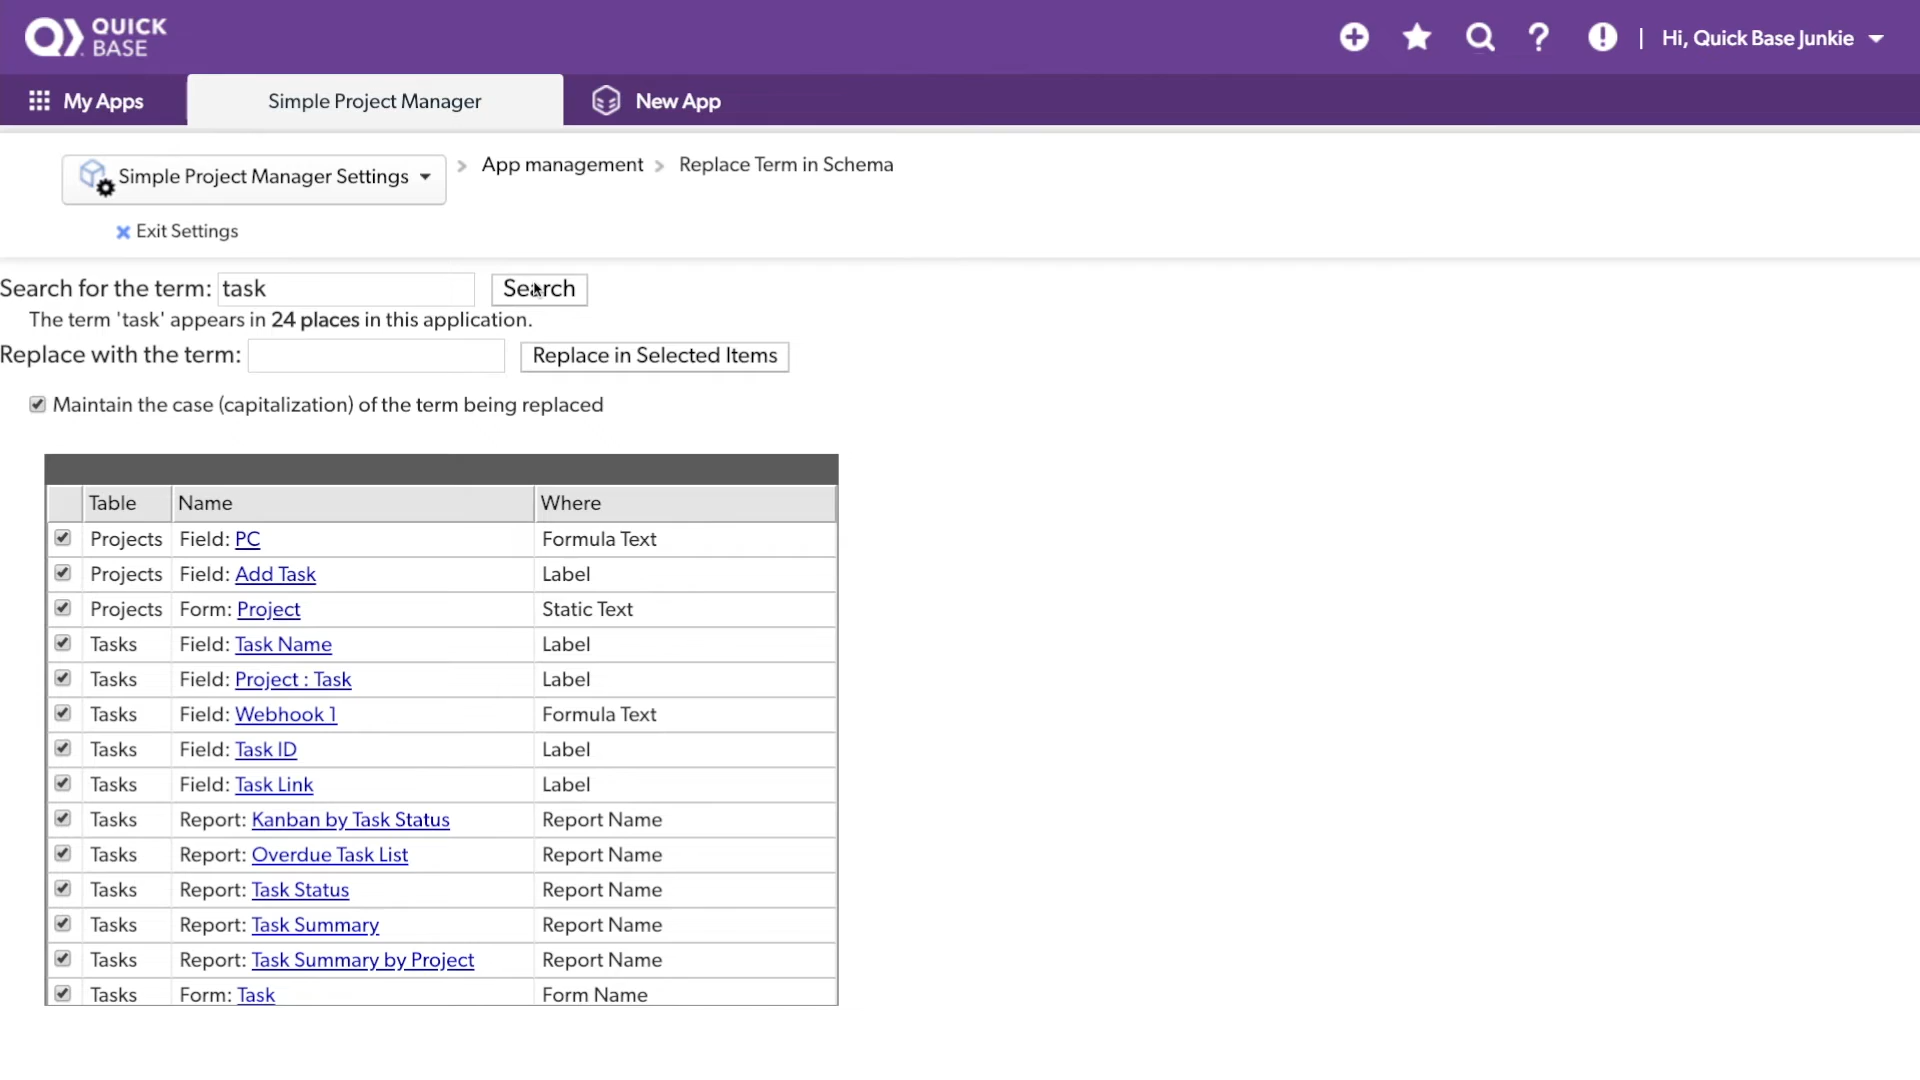 QUICK
BASE
Hi, Quick Base Junkie
My Apps
Simple Project Manager
New App
Simple Project Manager Settings
App management
Replace Term in Schema
Exit Settings
Search for the term: task Search
The term 'task' appears in 24 places in this application.
Replace with the term: Replace in Selected Items
Maintain the case (capitalization) of the term being replaced
Table Name Where
Projects Field: PC Formula Text
Projects Field: Add Task Label
Projects Form: Project Static Text
Tasks Field: Task Name Label
Tasks Field: Project : Task Label
Tasks Field: Webhook 1 Formula Text
Tasks Field: Task ID Label
Tasks Field: Task Link Label
Tasks Report: Kanban by Task Status Report Name
Tasks Report: Overdue Task List Report Name
Tasks Report: Task Status Report Name
Tasks Report: Task Summary Report Name
Tasks Report: Task Summary by Project Report Name
Tasks Form: Task Form Name